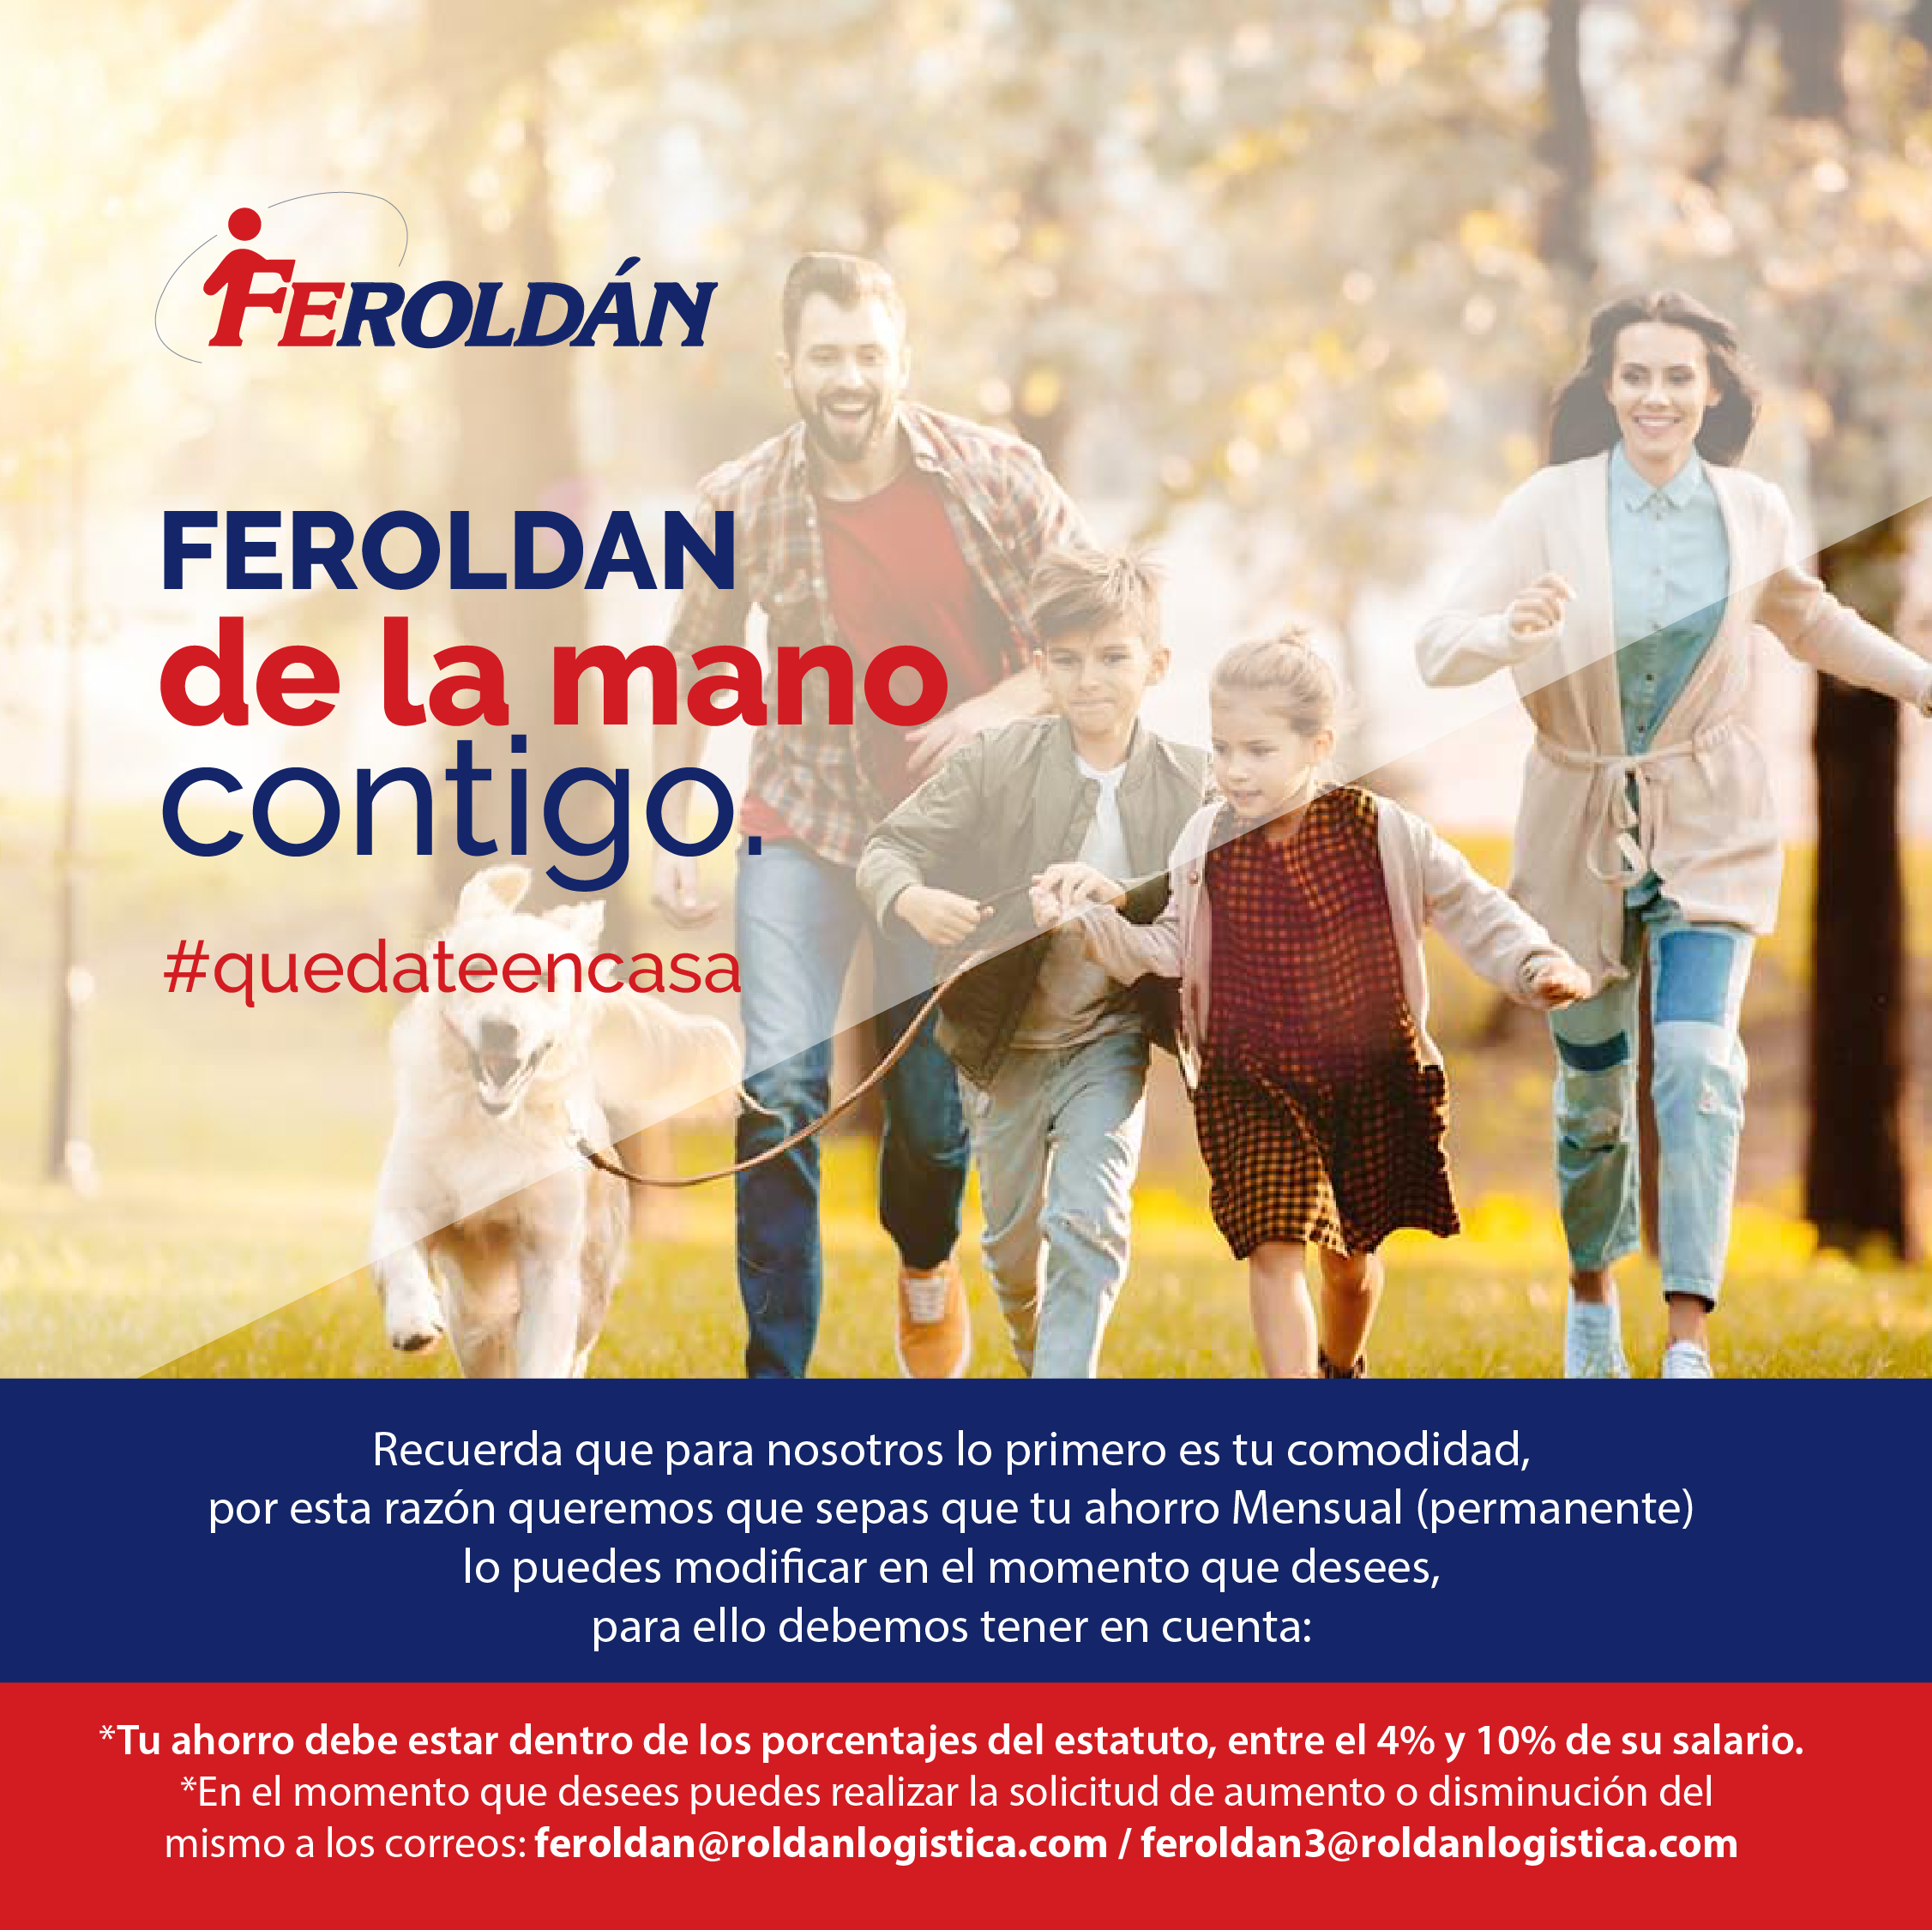 FEROLDÁN
FEROLDAN
de la mano
contigo.
#quedateencasa
Recuerda que para nosotros lo primero es tu comodidad,
por esta razón queremos que sepas que tu ahorro Mensual (permanente)
lo puedes modificar en el momento que desees,
para ello debemos tener en cuenta:
*Tu ahorro debe estar dentro de los porcentajes del estatuto, entre el 4% y 10% de su salario.
*En el momento que desees puedes realizar la solicitud de aumento o disminución del
mismo a los correos: feroldan@roldanlogistica.com / feroldan3@roldanlogistica.com